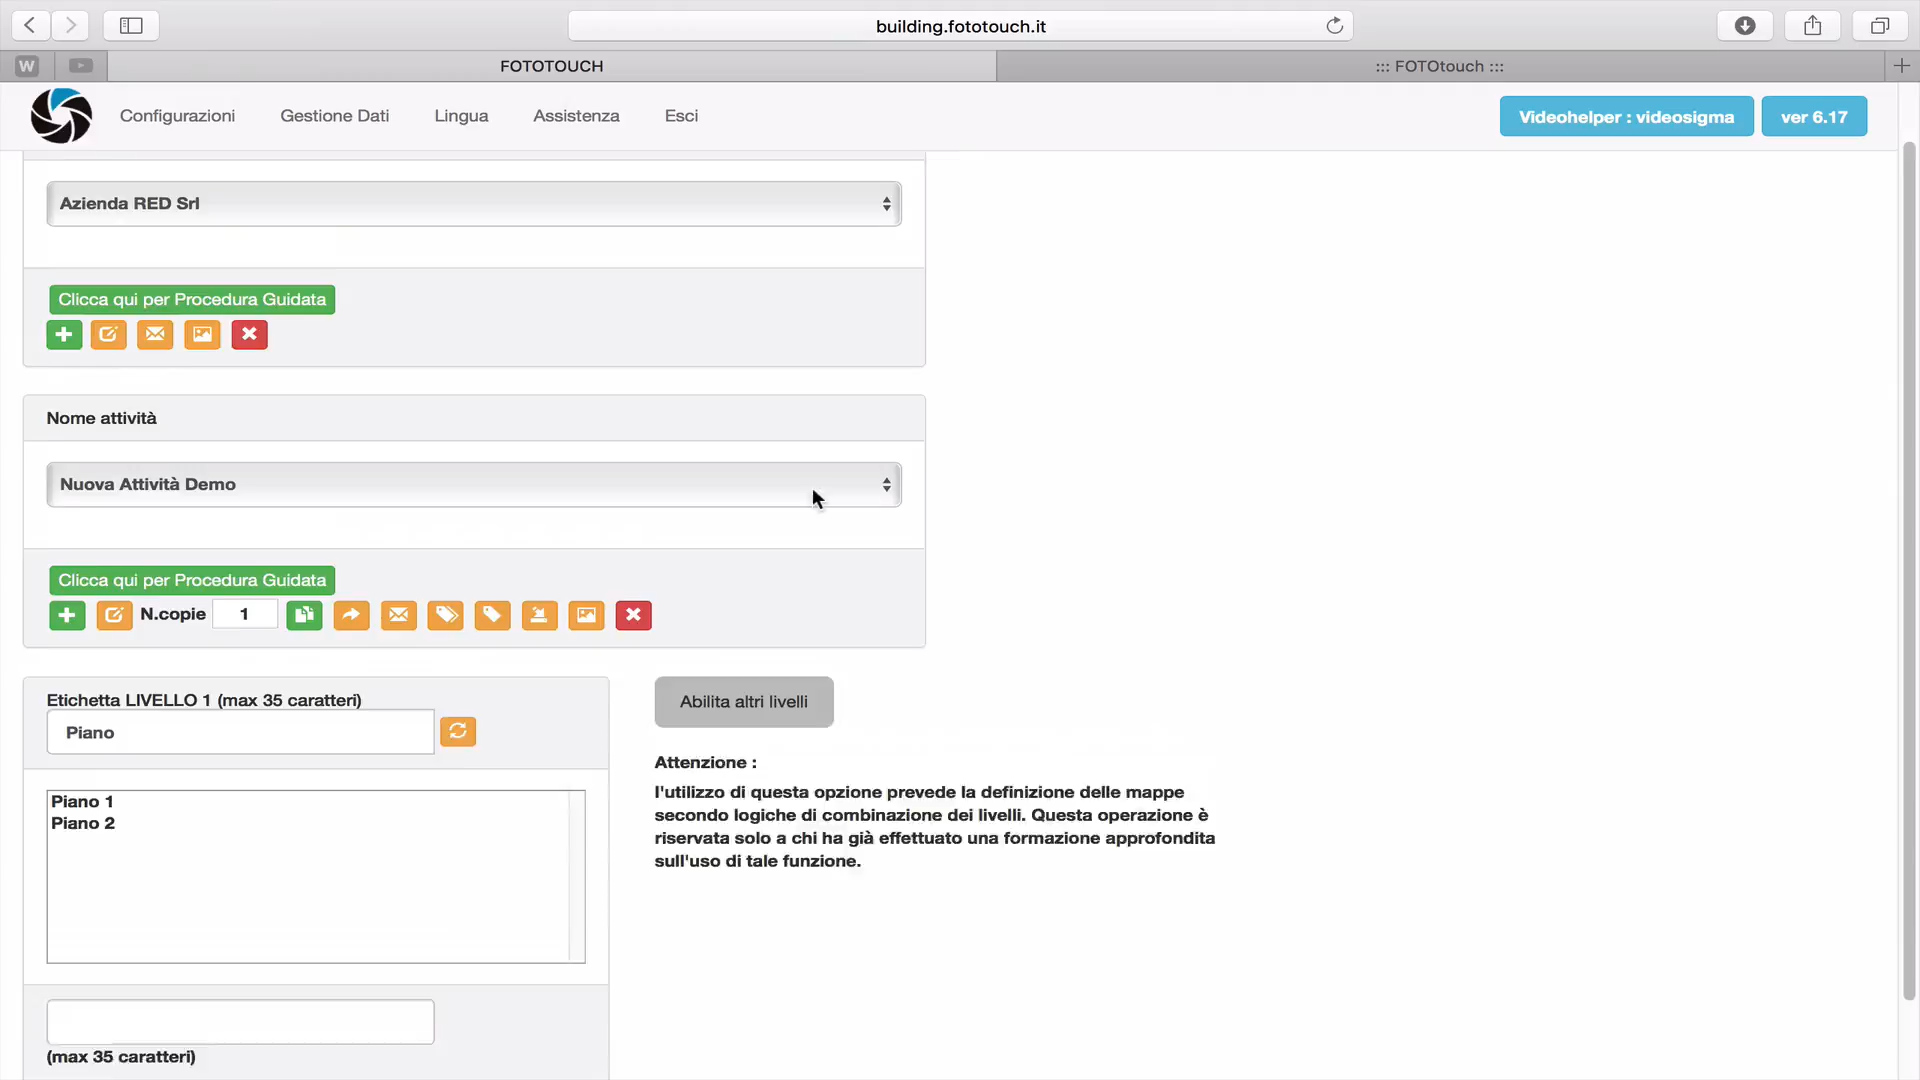 building.fototouch.it
W
FOTOTOUCH
::: FOTOtouch :::
Configurazioni Gestione Dati Lingua Assistenza Esci
Videohelper : videosigma ver 6.17
Azienda RED Srl
Clicca qui per Procedura Guidata
Nome attività
Nuova Attività Demo
Clicca qui per Procedura Guidata
N.copie 1
Etichetta LIVELLO 1 (max 35 caratteri)
Piano
Abilita altri livelli
Attenzione :
l'utilizzo di questa opzione prevede la definizione delle mappe
secondo logiche di combinazione dei livelli. Questa operazione è
riservata solo a chi ha già effettuato una formazione approfondita
sull'uso di tale funzione.
Piano 1
Piano 2
(max 35 caratteri)